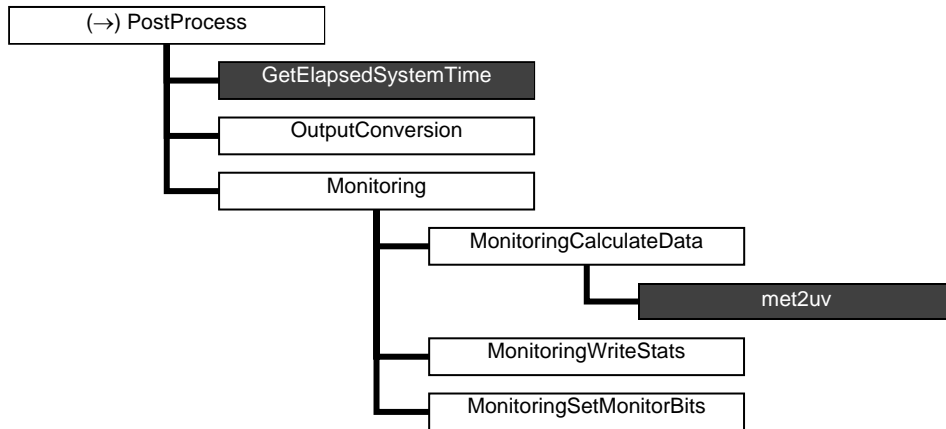 (→) PostProcess
GetElapsedSystemTime
OutputConversion
Monitoring
MonitoringCalculateData
met2uv
MonitoringWriteStats
MonitoringSetMonitorBits